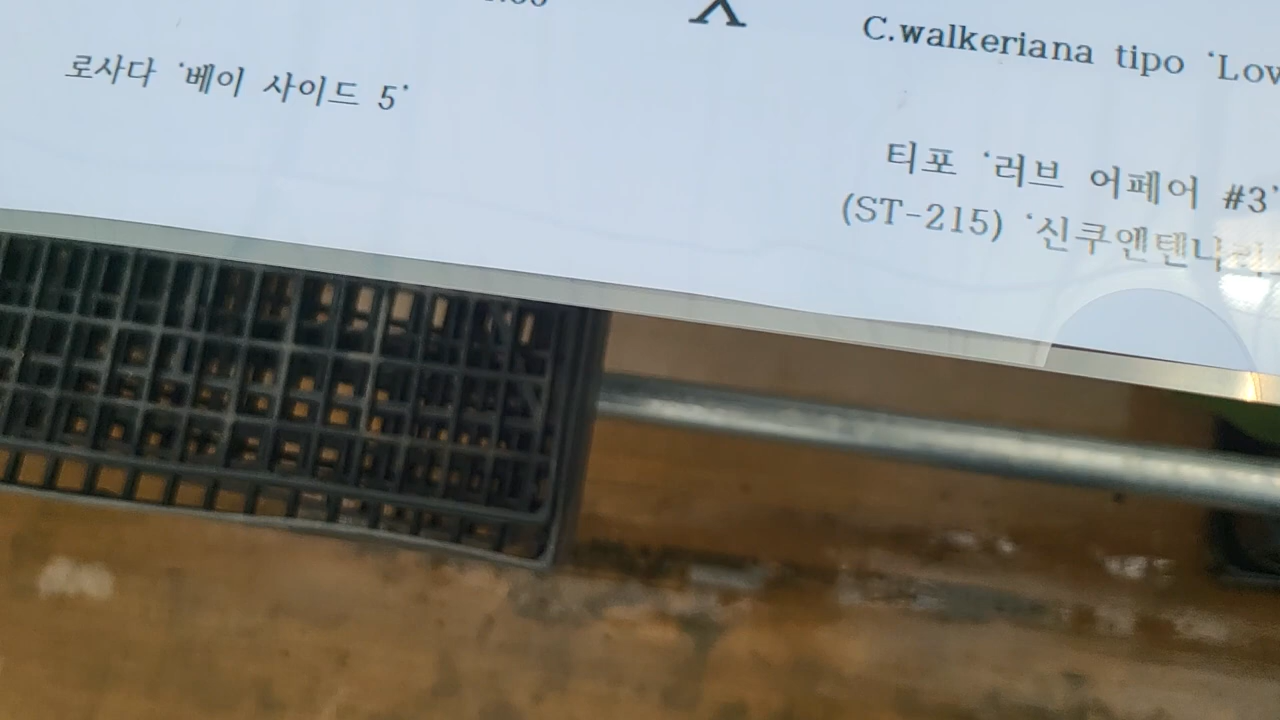 X
C.walkeriana tipo ‘Lov
로사다 ‘베이 사이드 5’
티포 ‘러브 어페어 #3’
(ST-215) ‘신쿠앤텐나